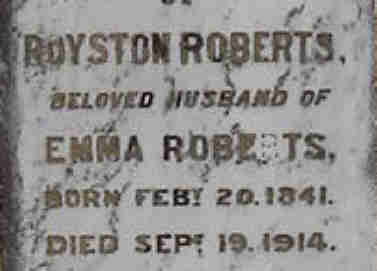 ROYSTON ROBERTS,
BELOVED HUSBAND OF
EMMA ROBERTS,
BORN FEBY 20.1841.
DIED SEPT 19.1914.